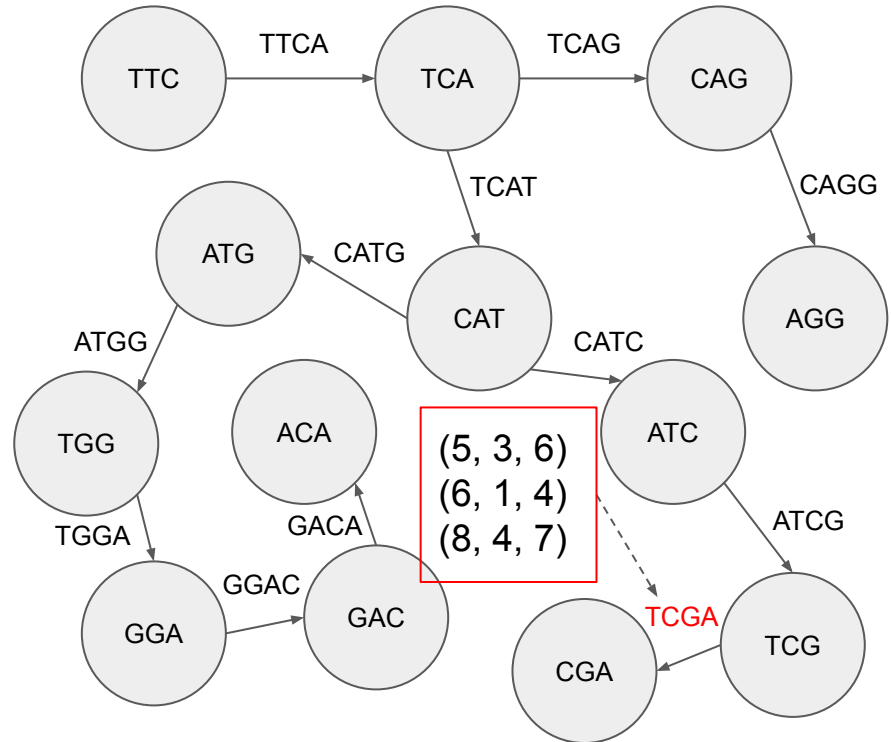 TTCA
TCAG
TTC
TCA
CAG
TCAT
CAGG
ATG
CATG
CAT
AGG
ATGG
CATC
TGG
ACA
ATC
(5, 3, 6)
(6, 1, 4)
(8, 4, 7)
TGGA
GACA
ATCG
GGAC
GGA
GAC
TCGA
CGA
TCG